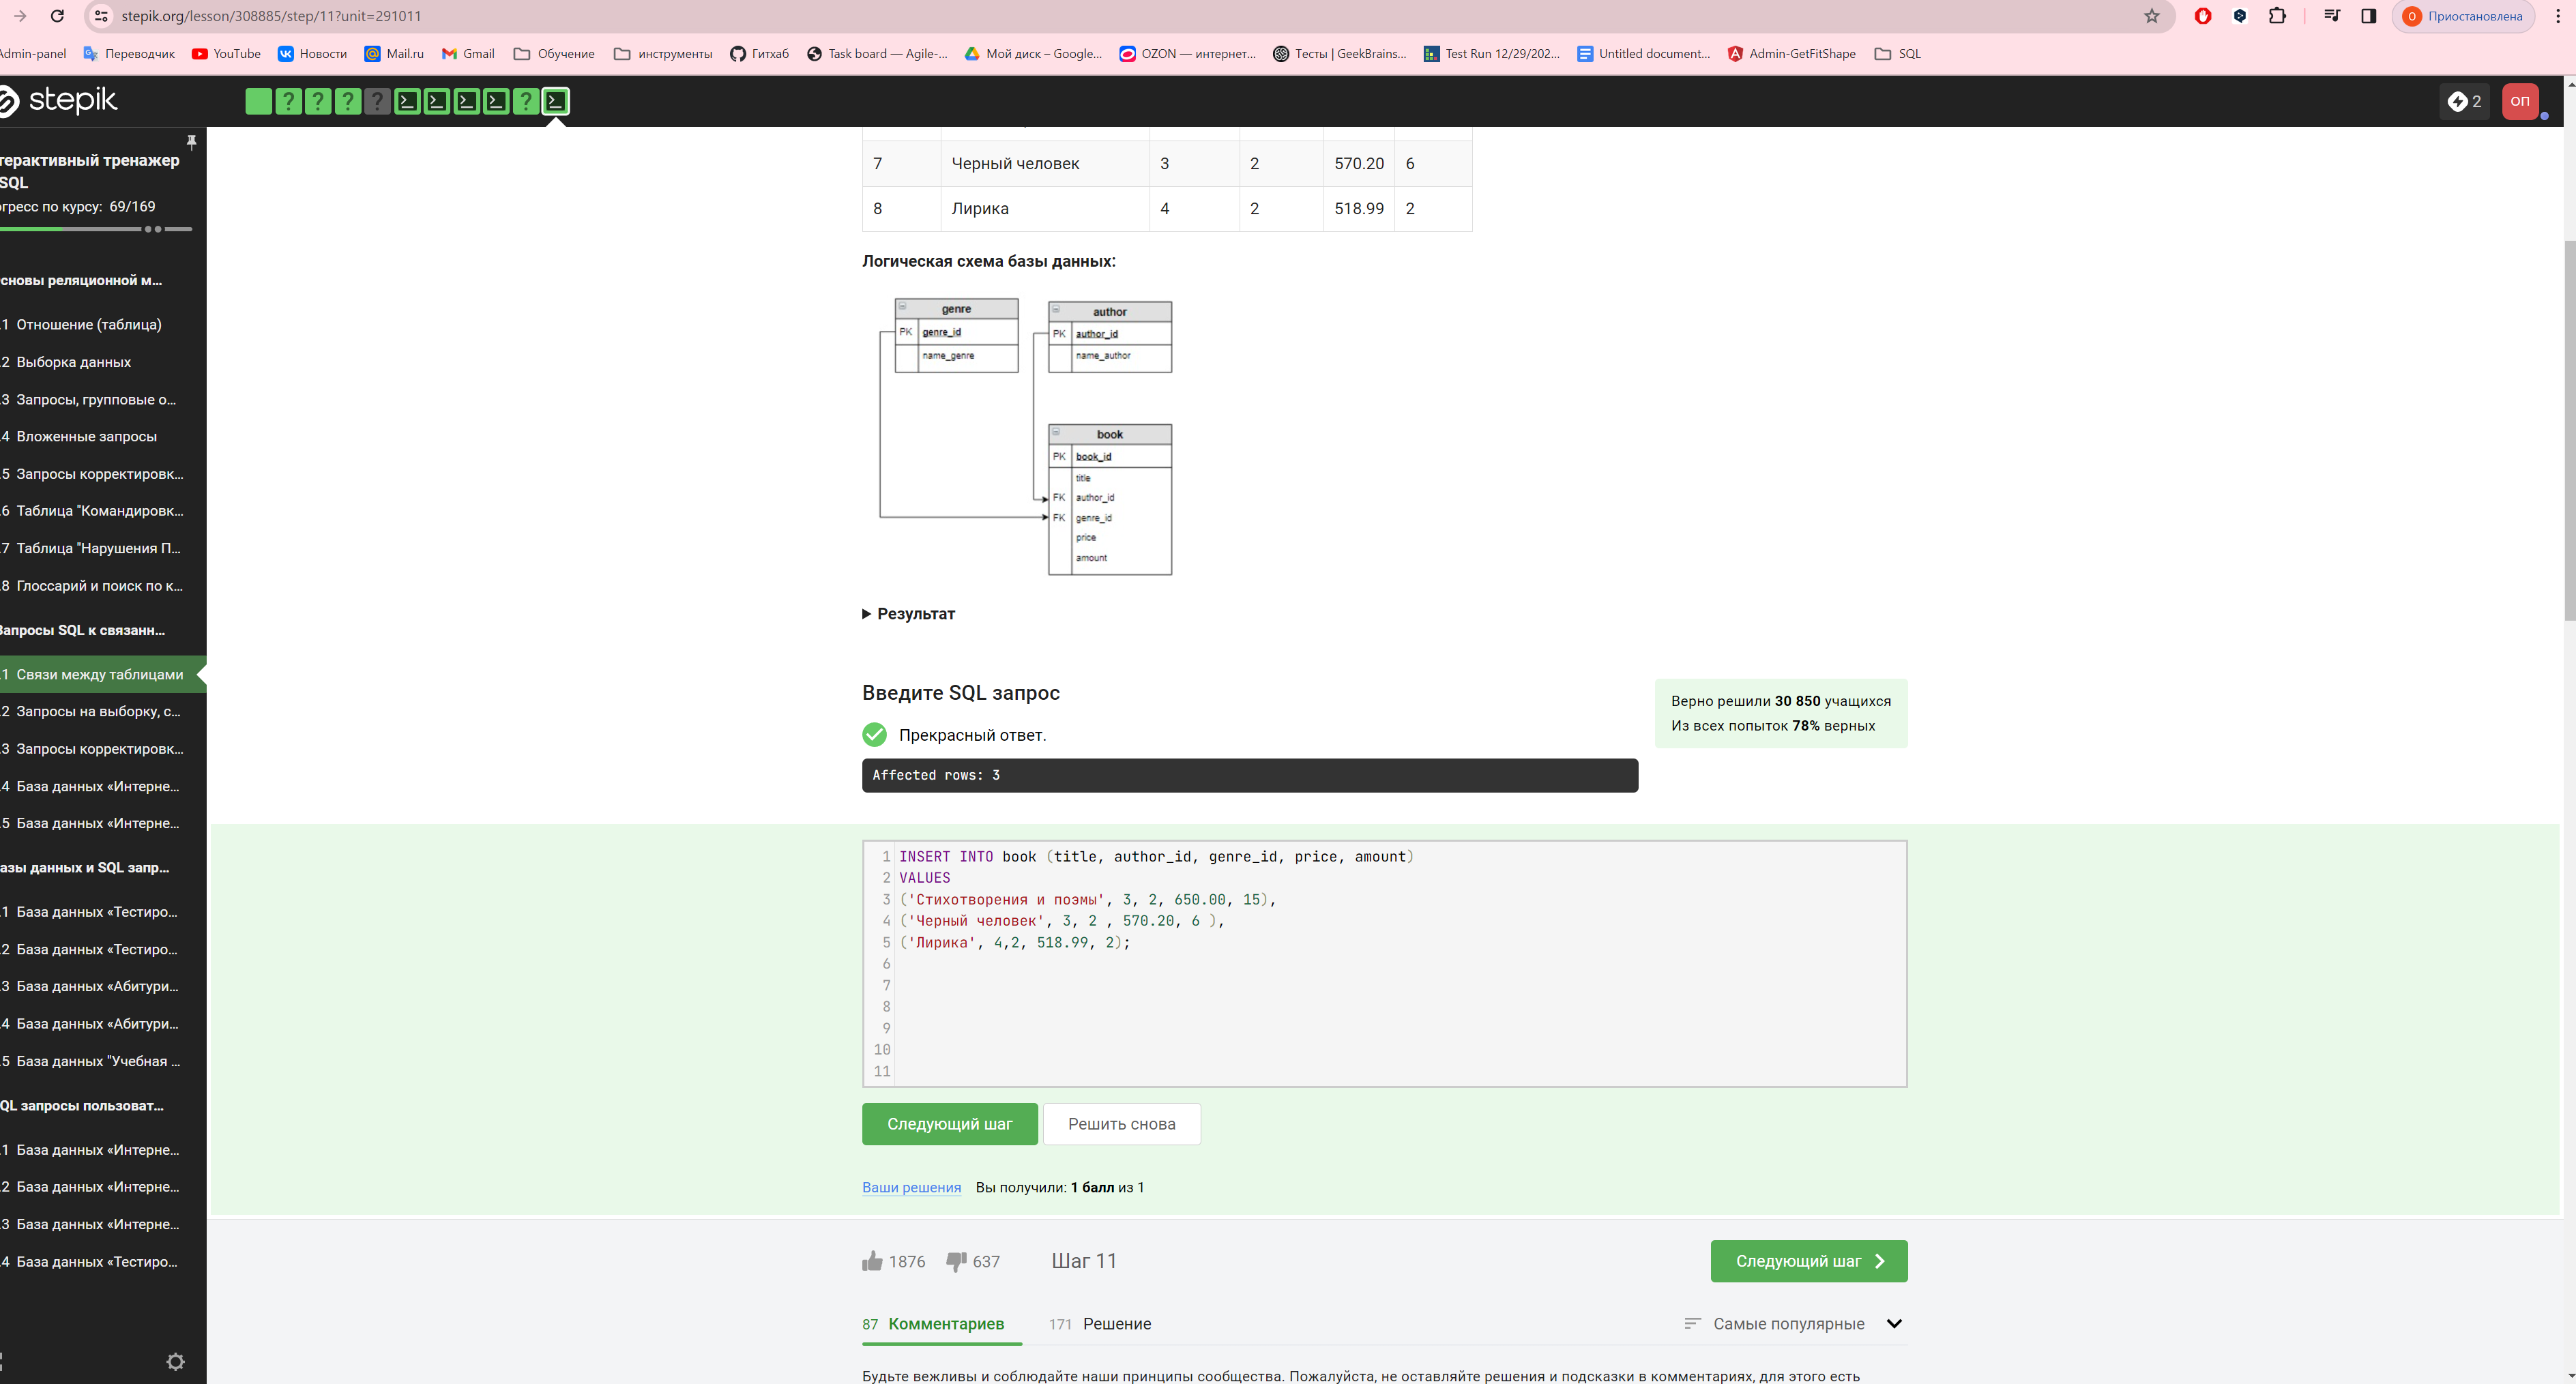 stepik.org/lesson/308885/step/11?unit=291011
Приостановлена
Admin-panel Переводчик YouTube Новости Mail.ru Gmail Обучение инструменты Гитхаб Task board — Agile-... Мой диск – Google... OZON — интернет... Тесты | GeekBrains... Test Run 12/29/202... Untitled document... Admin-GetFitShape SQL
stepik
2
ОП
терактивный тренажер
SQL
огресс по курсу: 69/169
сновы реляционной м...
.1 Отношение (таблица)
.2 Выборка данных
.3 Запросы, групповые о...
.4 Вложенные запросы
.5 Запросы корректировк...
.6 Таблица "Командировк...
.7 Таблица "Нарушения П...
.8 Глоссарий и поиск по к...
Запросы SQL к связанн...
.1 Связи между таблицами
.2 Запросы на выборку, с...
.3 Запросы корректировк...
.4 База данных «Интерне...
.5 База данных «Интерне...
азы данных и SQL запр...
.1 База данных «Тестиро...
.2 База данных «Тестиро...
.3 База данных «Абитури...
.4 База данных «Абитури...
.5 База данных "Учебная ...
QL запросы пользоват...
.1 База данных «Интерне...
.2 База данных «Интерне...
.3 База данных «Интерне...
.4 База данных «Тестиро...
7 Черный человек 3 2 570.20 6
8 Лирика 4 2 518.99 2
Логическая схема базы данных:
genre
PK genre_id
name_genre
author
PK author_id
name_author
book
PK book_id
title
FK author_id
FK genre_id
price
amount
Результат
Введите SQL запрос
Прекрасный ответ.
Affected rows: 3
Верно решили 30 850 учащихся
Из всех попыток 78% верных
1 INSERT INTO book (title, author_id, genre_id, price, amount)
2 VALUES
3 ('Стихотворения и поэмы', 3, 2, 650.00, 15),
4 ('Черный человек', 3, 2 , 570.20, 6 ),
5 ('Лирика', 4,2, 518.99, 2);
6
7
8
9
10
11
Следующий шаг
Решить снова
Ваши решения Вы получили: 1 балл из 1
1876 637 Шаг 11
Следующий шаг
87 Комментариев 171 Решение
Самые популярные
Будьте вежливы и соблюдайте наши принципы сообщества. Пожалуйста, не оставляйте решения и подсказки в комментариях, для этого есть